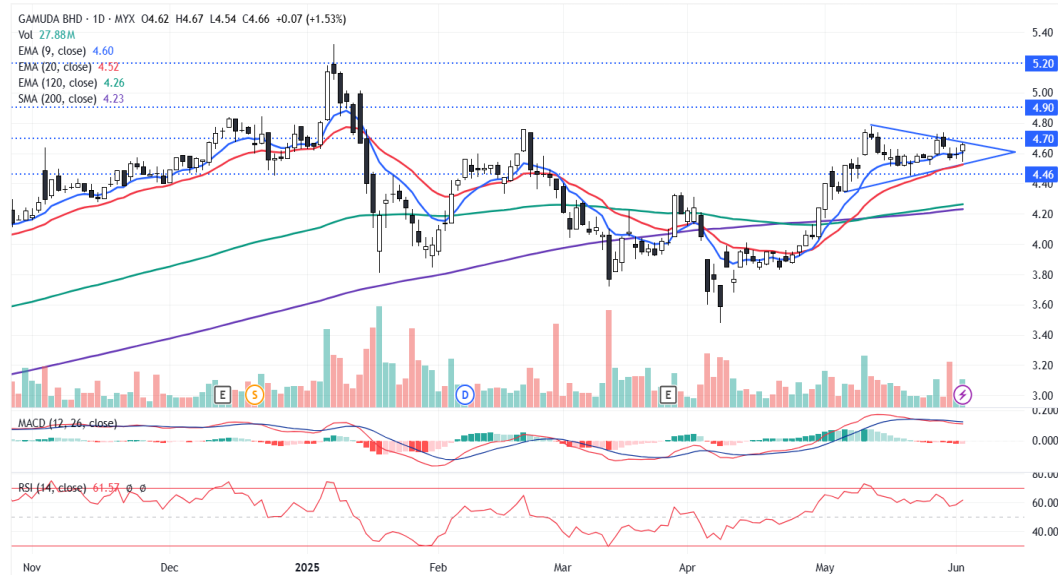 GAMUDA BHD · 1D · MYX O4.62 H4.67 L4.54 C4.66 +0.07 (+1.53%)
Vol 27.88M
EMA (9, close) 4.60
EMA (20, close) 4.52
EMA (120, close) 4.26
SMA (200, close) 4.23
5.40
5.20
5.00
4.90
4.80
4.70
4.60
4.46
4.40
4.20
4.00
3.80
3.60
3.40
3.20
3.00
E
S
D
E
MACD (12, 26, close)
0.200
0.000
RSI (14, close) 61.57 ø ø
80.00
60.00
40.00
Nov Dec 2025 Feb Mar Apr May Jun